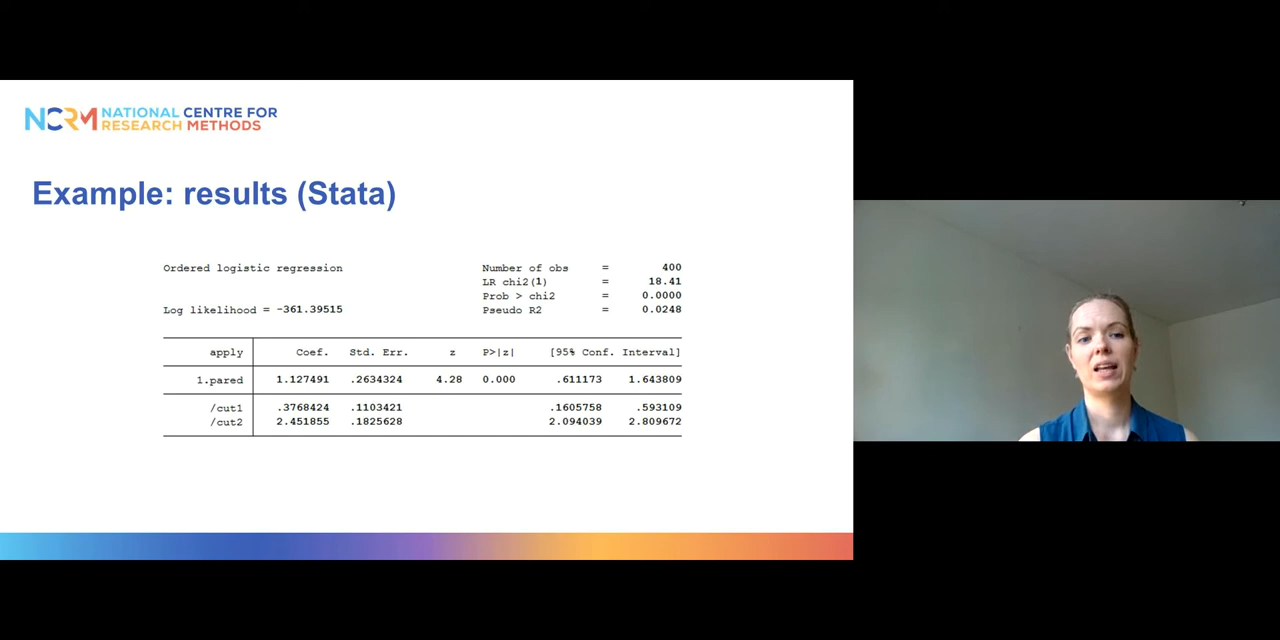 NCRM NATIONAL CENTRE FOR
RESEARCH METHODS
Example: results (Stata)
Ordered logistic regression Number of obs = 400
LR chi2(1) = 18.41
Prob > chi2 = 0.0000
Log likelihood = -361.39515 Pseudo R2 = 0.0248
apply Coef. Std. Err. z P>|z| [95% Conf. Interval]
1.pared 1.127491 .2634324 4.28 0.000 .611173 1.643809
/cut1 .3768424 .1103421 .1605758 .593109
/cut2 2.451855 .1825628 2.094039 2.809672